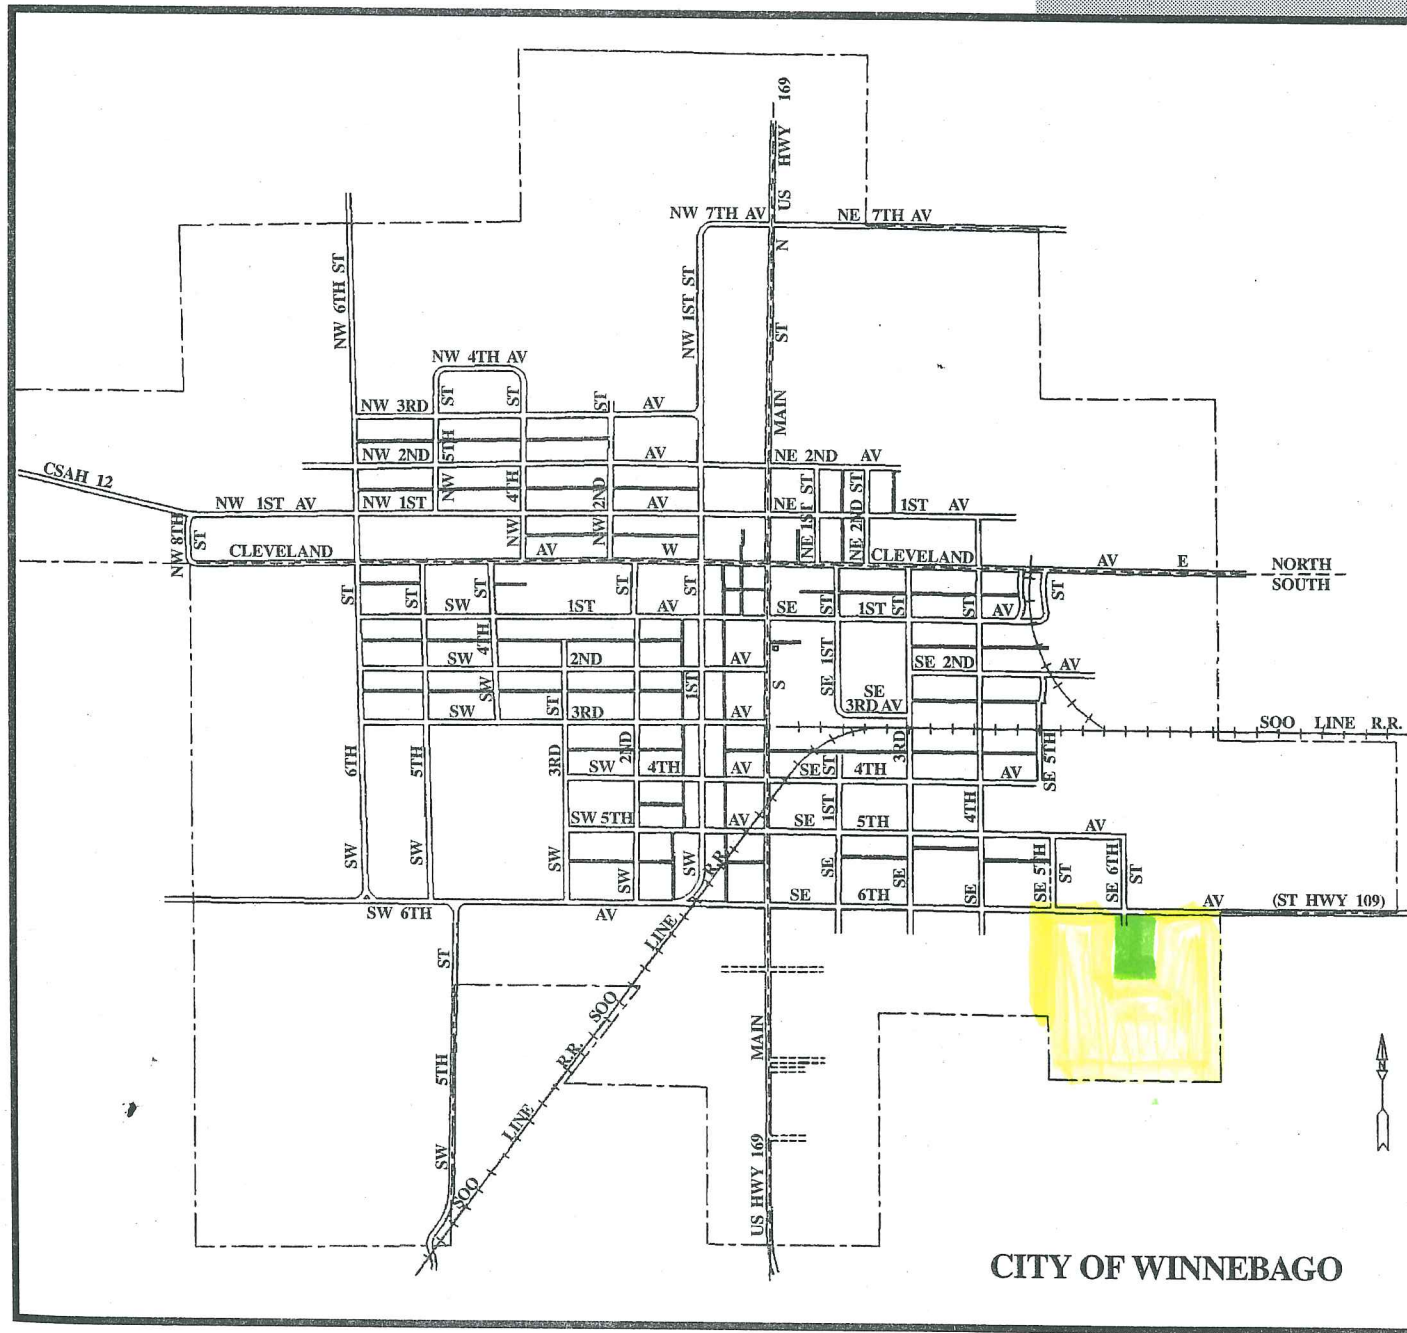 169
US HWY
NW 7TH AV
NE 7TH AV
N
NW 6TH ST
NW 1ST ST
ST
NW 4TH AV
MAIN
ST
ST
ST
NW 3RD
AV
NW 2ND
5TH
AV
NE 2ND AV
CSAH 12
NW
4TH
NW 2ND
NE 1ST ST
NE 2ND ST
NW 1ST AV
NW 1ST
AV
NE
1ST AV
NW 8TH
ST
NW
CLEVELAND
AV
W
CLEVELAND
AV
E
NORTH
SOUTH
ST
ST
ST
ST
ST
ST
ST
ST
ST
SW
1ST
AV
SE
1ST
AV
4TH
SE 1ST
SW
2ND
AV
SE 2ND
AV
SW
ST
1ST
S
SE
3RD AV
SW
3RD
AV
SOO LINE R.R.
6TH
5TH
3RD
2ND
3RD
SE 5TH
SW
4TH
AV
SE
ST
4TH
AV
1ST
4TH
SW 5TH
AV
SE
5TH
AV
SW
SW
SW
SW
SW
R.R.
SE
SE
SE
SE 5TH
ST
SE 6TH
ST
SW 6TH
AV
SE
6TH
AV
(ST HWY 109)
LINE
ST
SOO
R.R.
MAIN
5TH
N
LINE
SW
SOO
US HWY 169
CITY OF WINNEBAGO